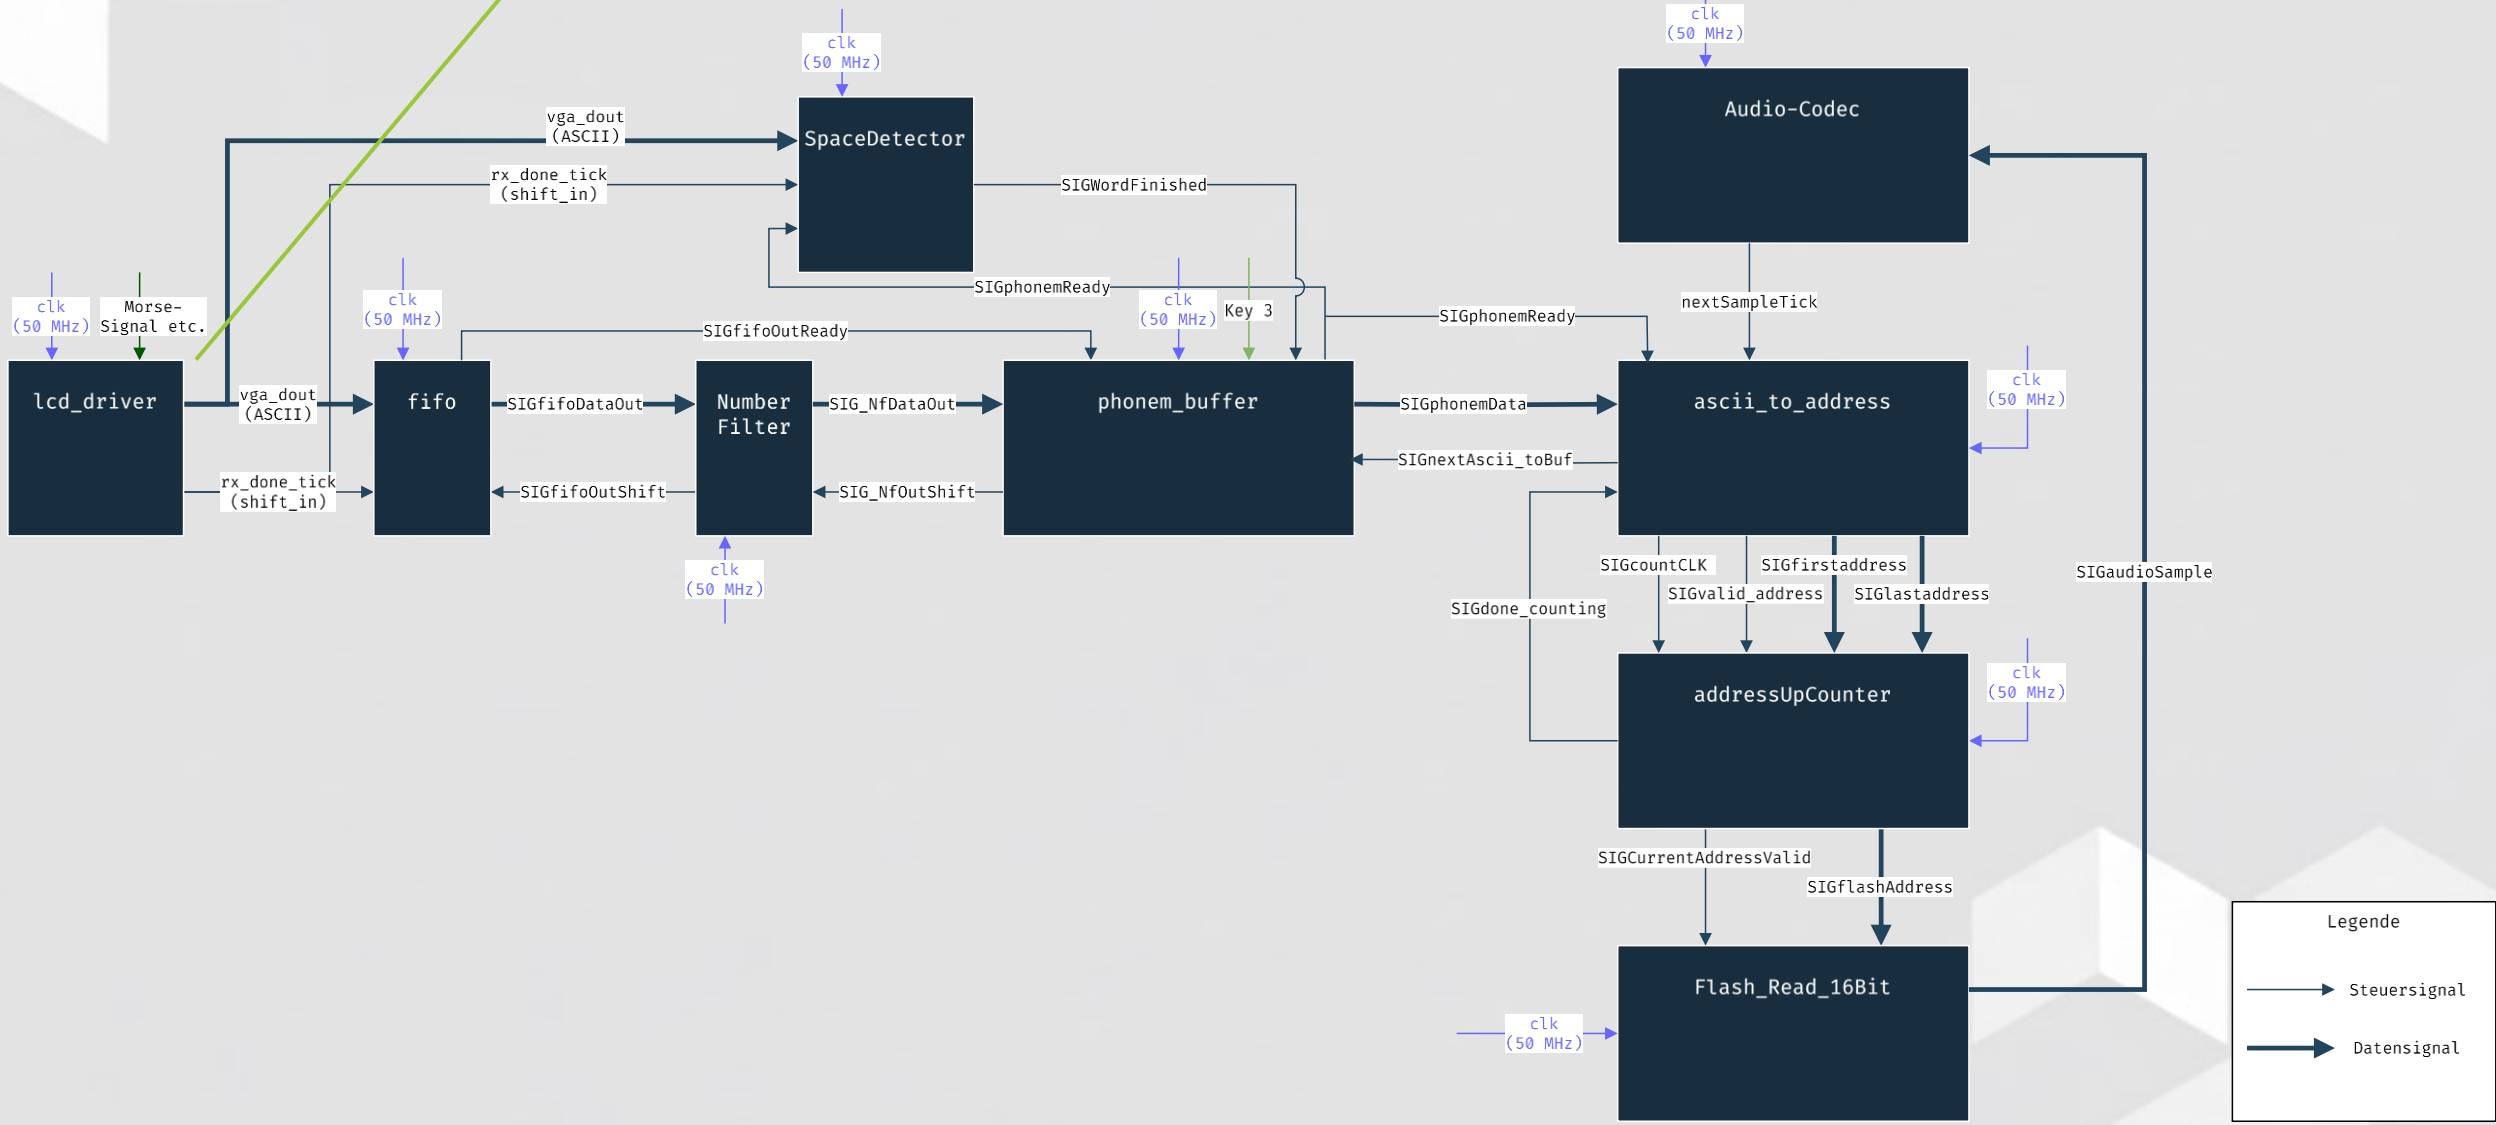 clk
(50 MHz)
clk
(50 MHz)
Audio-Codec
vga_dout
(ASCII)
SpaceDetector
rx_done_tick
(shift_in)
SIGWordFinished
SIGphonemReady
clk
(50 MHz)
Morse-
Signal etc.
clk
(50 MHz)
SIGfifoOutReady
clk
(50 MHz)
Key 3
SIGphonemReady
nextSampleTick
lcd_driver
vga_dout
(ASCII)
rx_done_tick
(shift_in)
fifo
SIGfifoDataOut
SIGfifoOutShift
Number
Filter
SIG_NfDataOut
SIG_NfOutShift
phonem_buffer
SIGphonemData
SIGnextAscii_toBuf
ascii_to_address
clk
(50 MHz)
clk
(50 MHz)
SIGcountCLK
SIGfirstaddress
SIGvalid_address
SIGlastaddress
SIGdone_counting
SIGaudioSample
addressUpCounter
clk
(50 MHz)
SIGCurrentAddressValid
SIGflashAddress
Flash_Read_16Bit
clk
(50 MHz)
Legende
Steuersignal
Datensignal